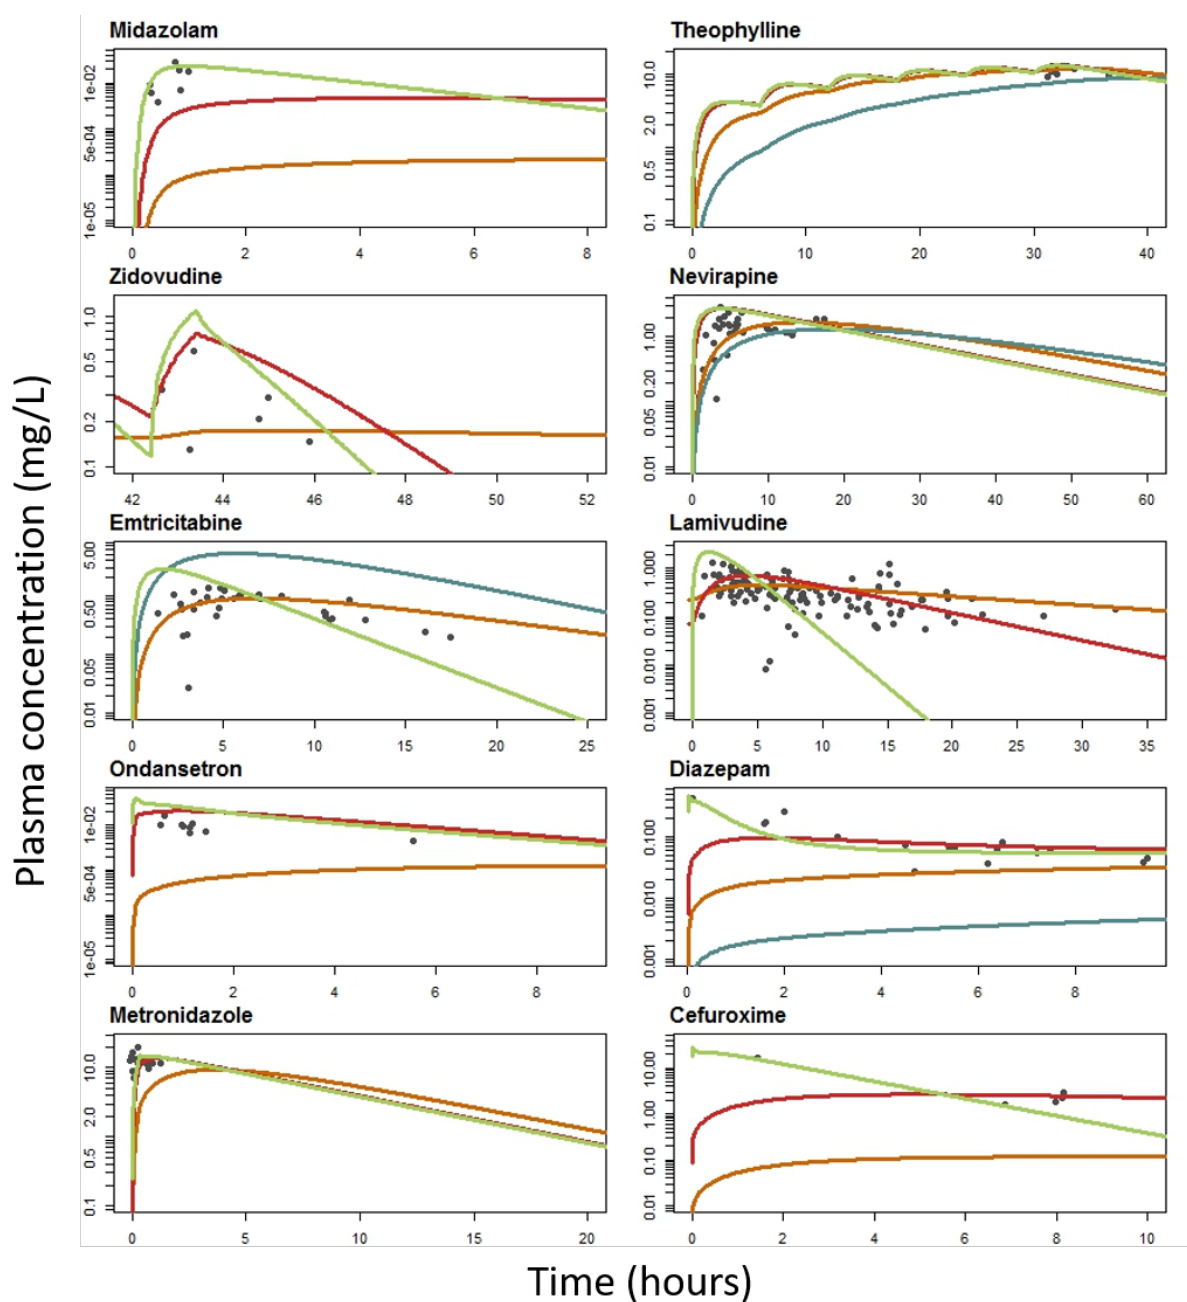 Plasma concentration (mg/L)
Midazolam
1e-02
5e-04
1e-05
0 2 4 6 8
Theophylline
10.0
2.0
0.5
0.1
0 10 20 30 40
Zidovudine
1.0
0.5
0.2
0.1
42 44 46 48 50 52
Nevirapine
1.00
0.20
0.05
0.01
0 10 20 30 40 50 60
Emtricitabine
5.00
0.50
0.05
0.01
0 5 10 15 20 25
Lamivudine
1.000
0.100
0.010
0.001
0 5 10 15 20 25 30 35
Ondansetron
1e-02
5e-04
1e-05
0 2 4 6 8
Diazepam
0.100
0.010
0.001
0 2 4 6 8
Metronidazole
10.0
2.0
0.5
0.1
0 5 10 15 20
Cefuroxime
10.00
1.00
0.10
0.01
0 2 4 6 8 10
Time (hours)